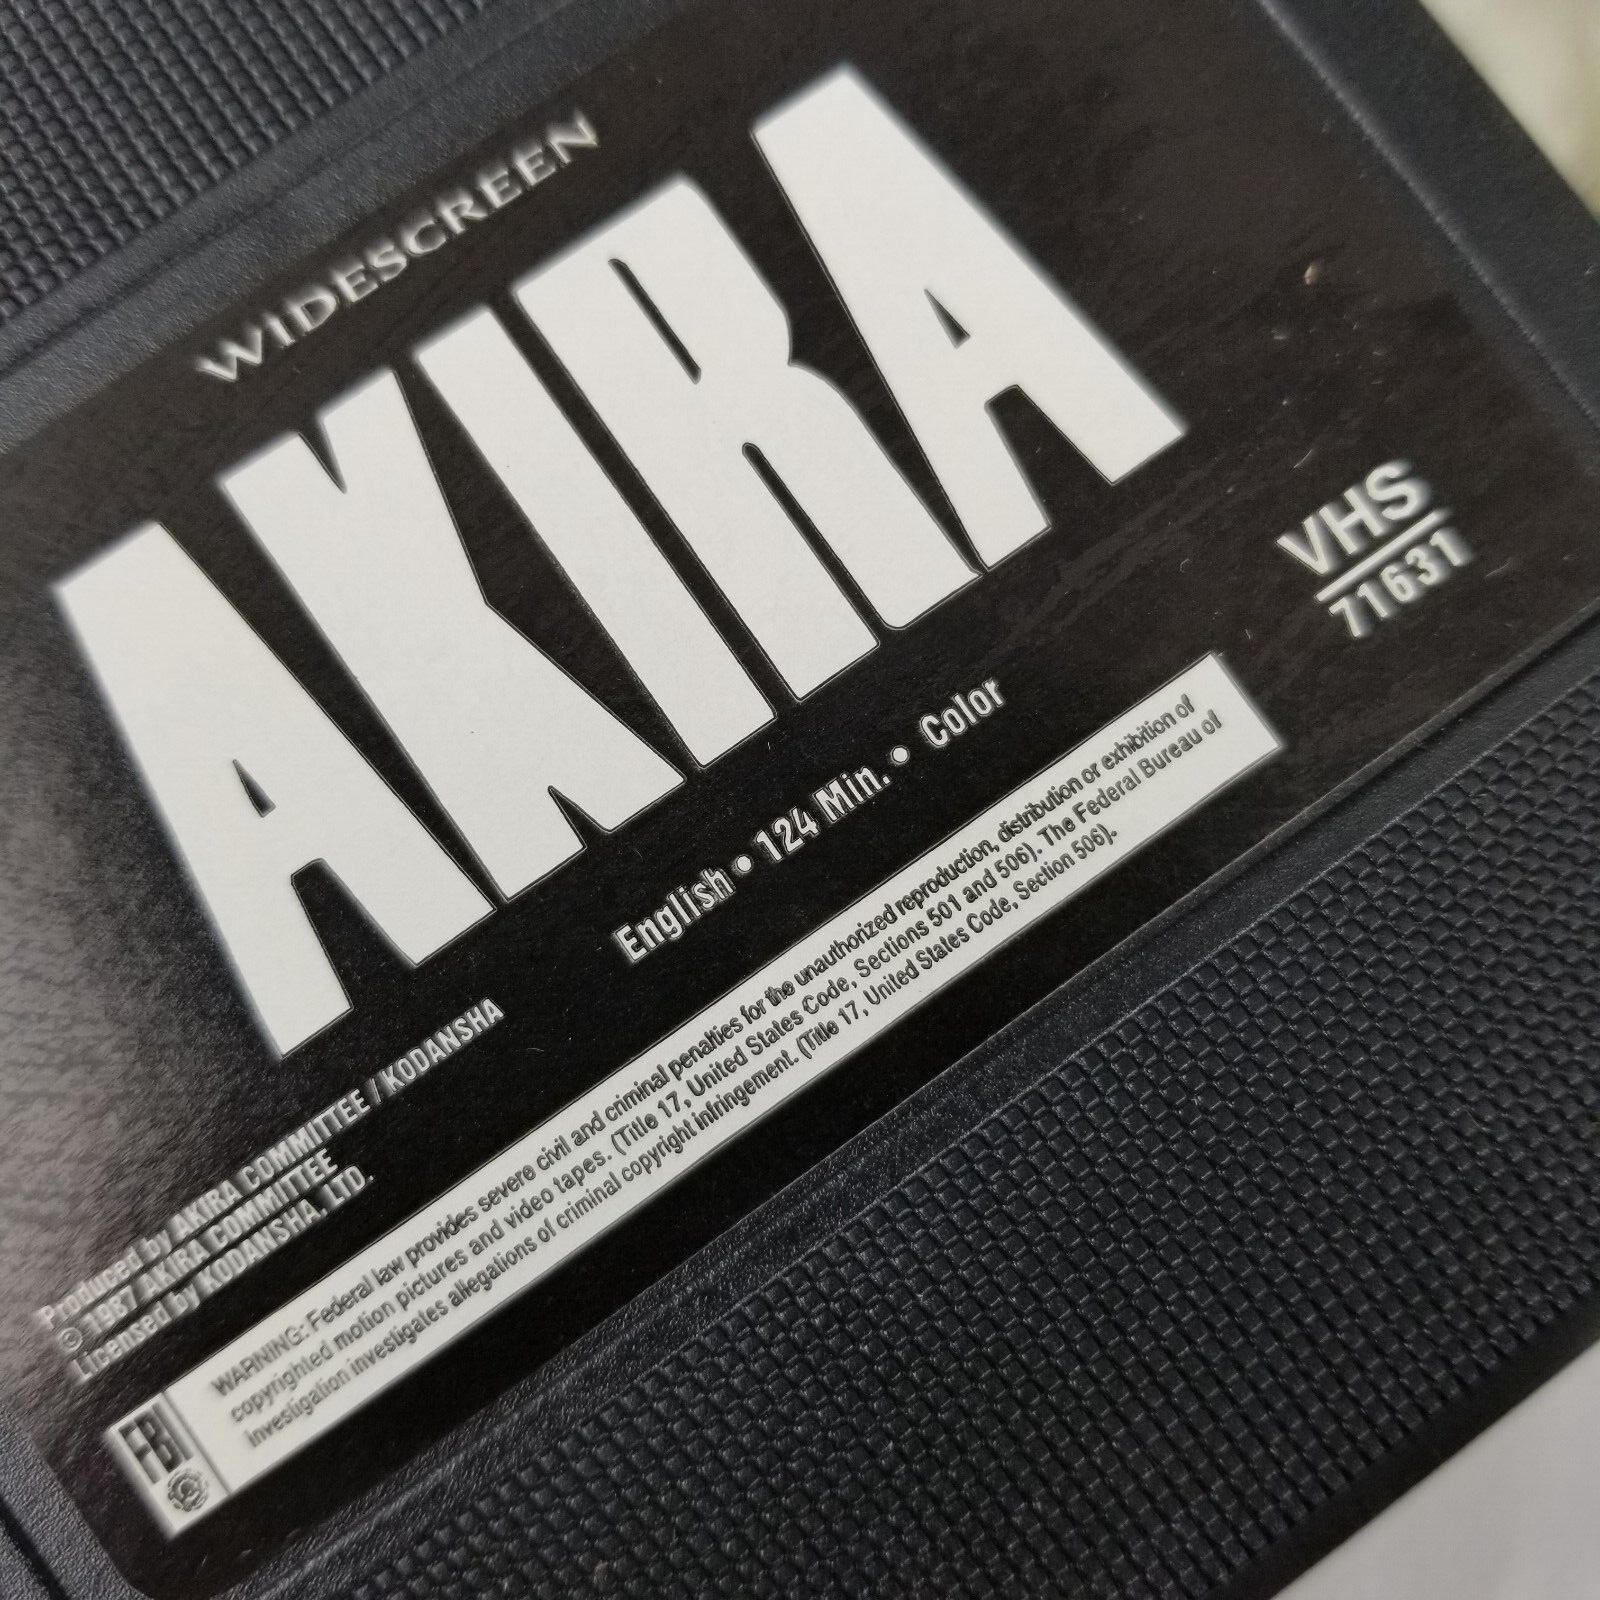 WIDESCREEN
AKIRA
VHS
71631
English • 124 Min. • Color
Produced by AKIRA COMMITTEE / KODANSHA
© 1987 AKIRA COMMITTEE
Licensed by KODANSHA, LTD.
FBI
WARNING: Federal law provides severe civil and criminal penalties for the unauthorized reproduction, distribution or exhibition of
copyrighted motion pictures and video tapes. (Title 17, United States Code, Sections 501 and 506). The Federal Bureau of
Investigation investigates allegations of criminal copyright infringement. (Title 17, United States Code, Section 506).